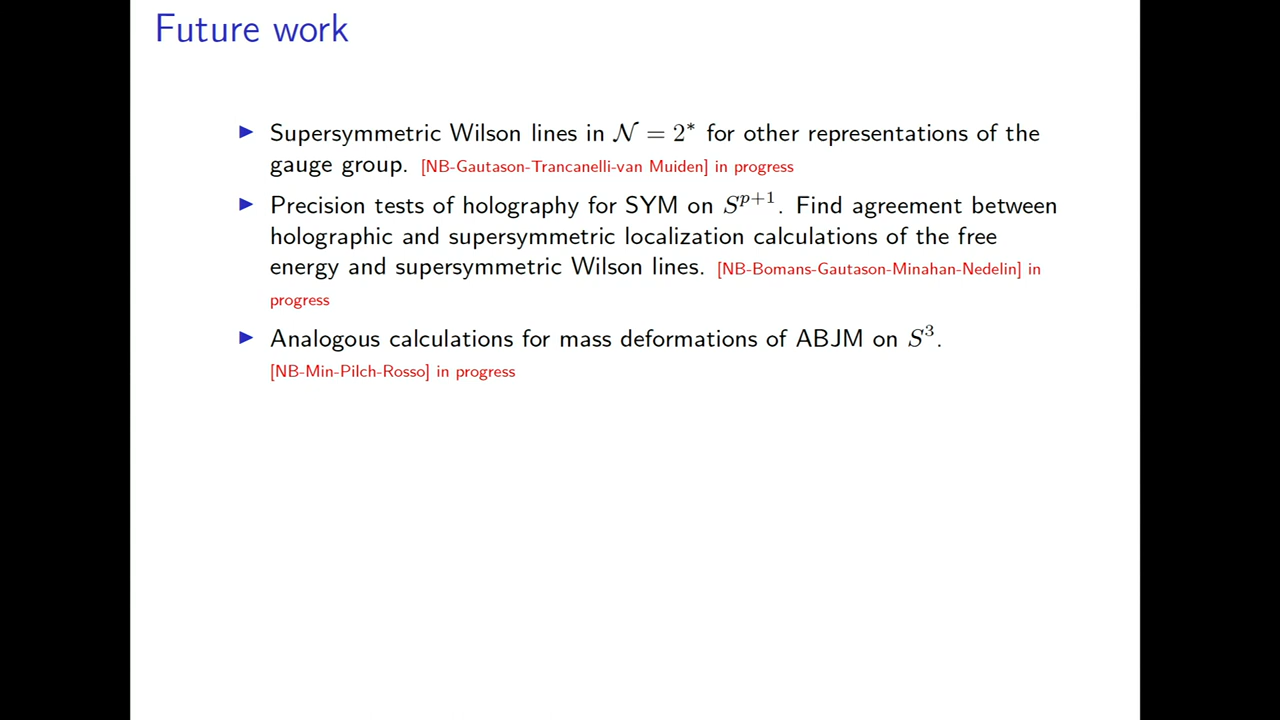 Future work
▶ Supersymmetric Wilson lines in 𝒩 = 2* for other representations of the
gauge group. [NB-Gautason-Trancanelli-van Muiden] in progress
▶ Precision tests of holography for SYM on S^{p+1}. Find agreement between
holographic and supersymmetric localization calculations of the free
energy and supersymmetric Wilson lines. [NB-Bomans-Gautason-Minahan-Nedelin] in
progress
▶ Analogous calculations for mass deformations of ABJM on S^3.
[NB-Min-Pilch-Rosso] in progress